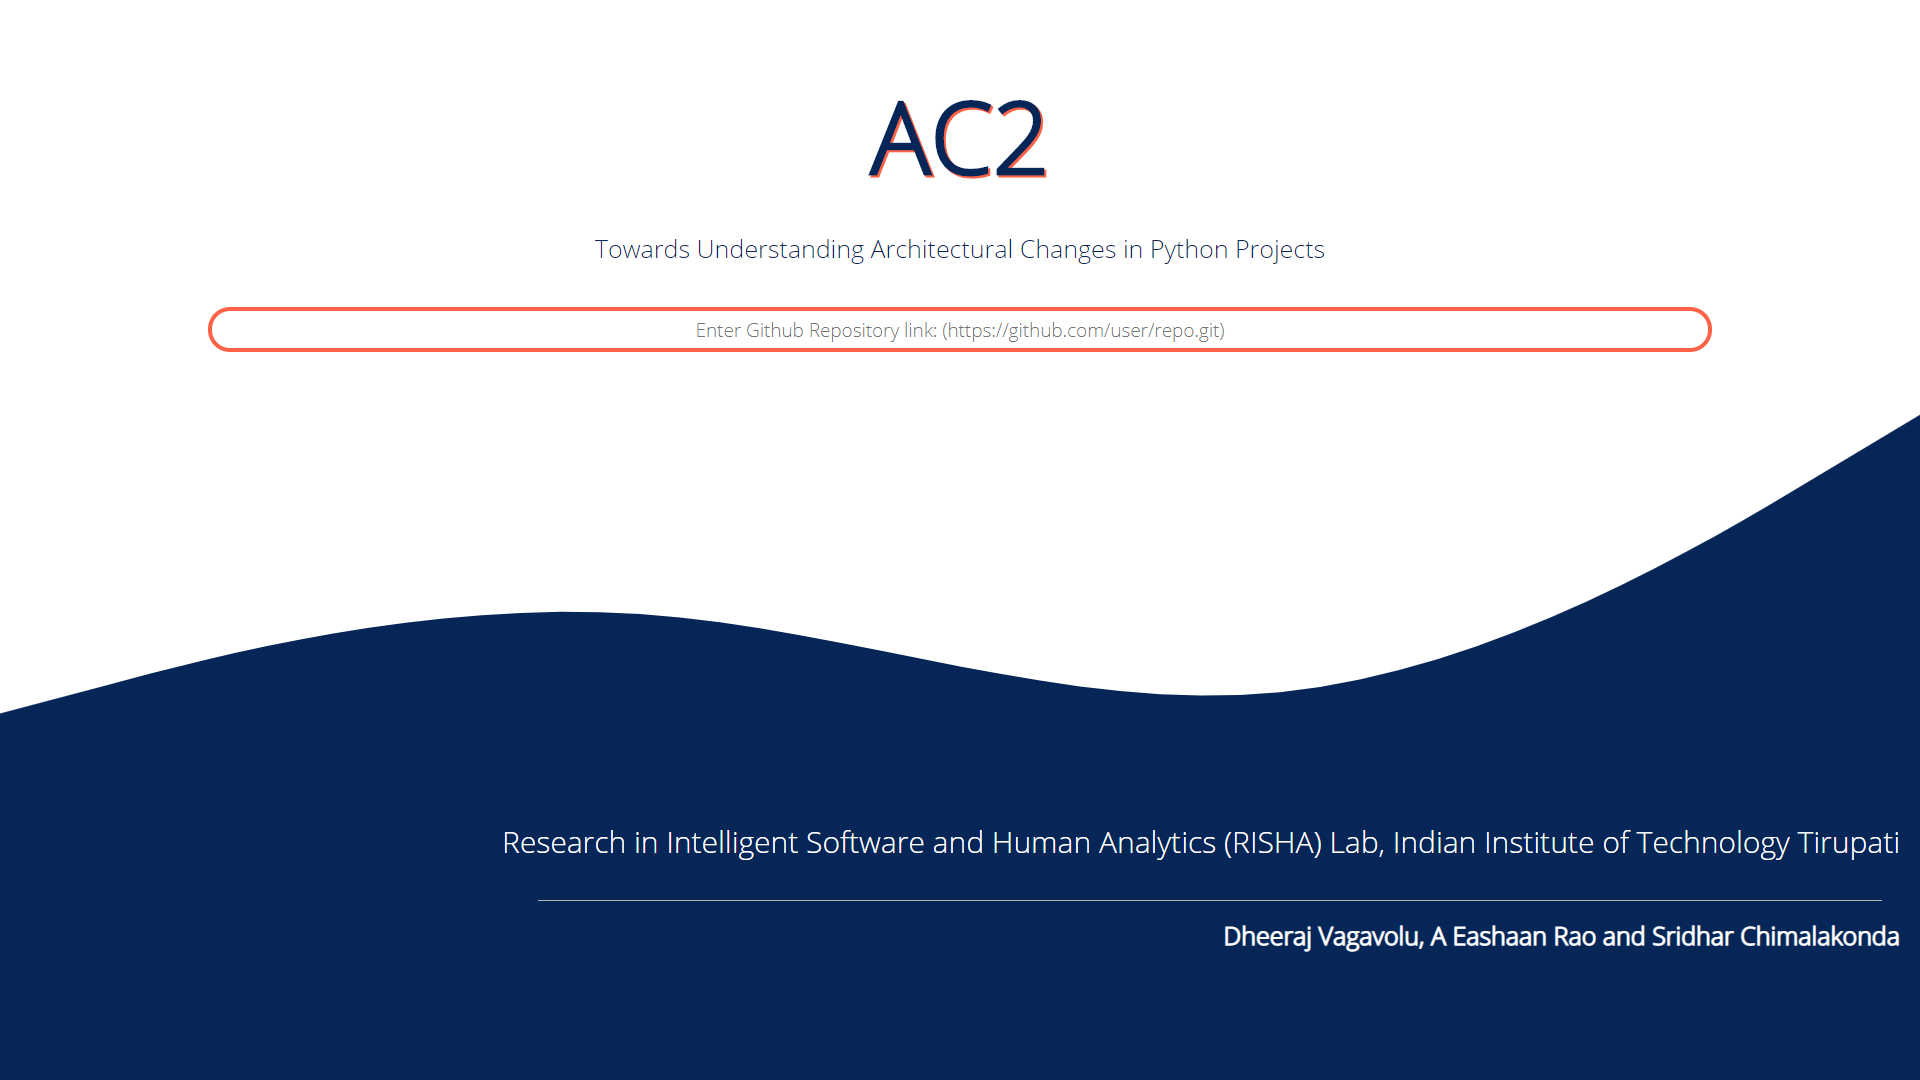 AC2
Towards Understanding Architectural Changes in Python Projects
Enter Github Repository link: (https://github.com/user/repo.git)
Research in Intelligent Software and Human Analytics (RISHA) Lab, Indian Institute of Technology Tirupati
Dheeraj Vagavolu, A Eashaan Rao and Sridhar Chimalakonda